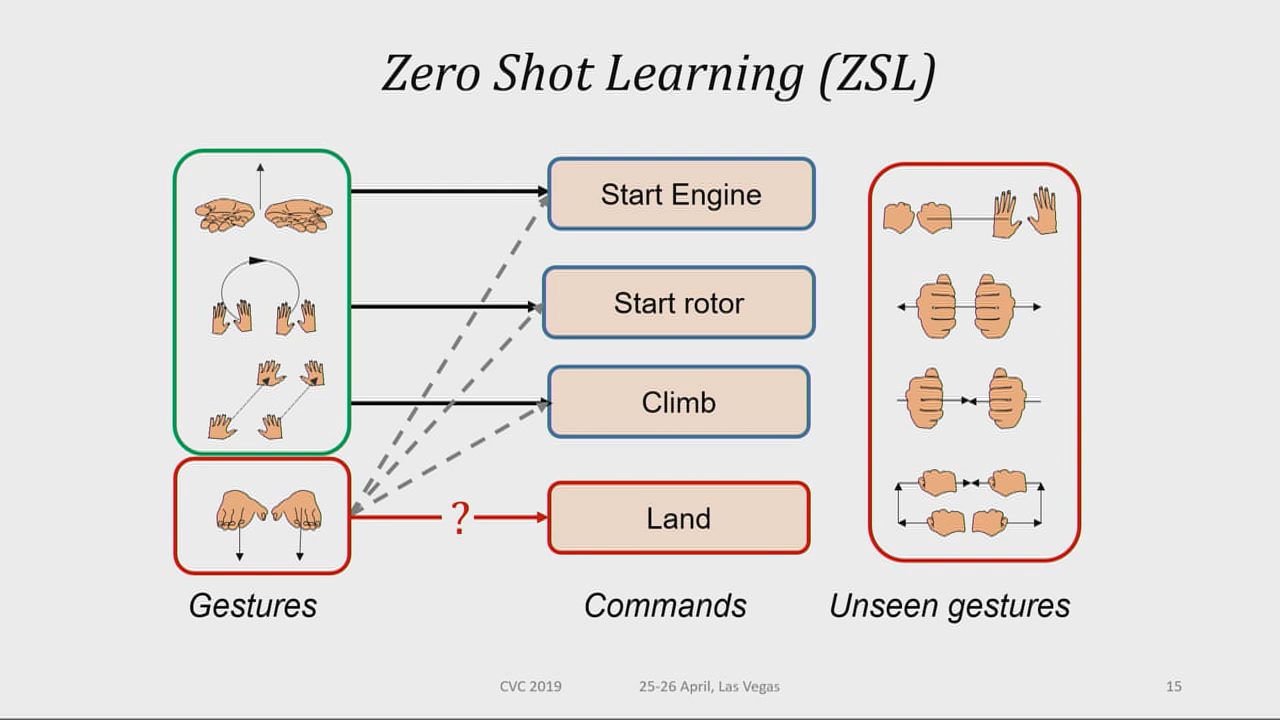 Zero Shot Learning (ZSL)
Start Engine
Start rotor
Climb
?
Land
Gestures
Commands
Unseen gestures
CVC 2019
25-26 April, Las Vegas
15